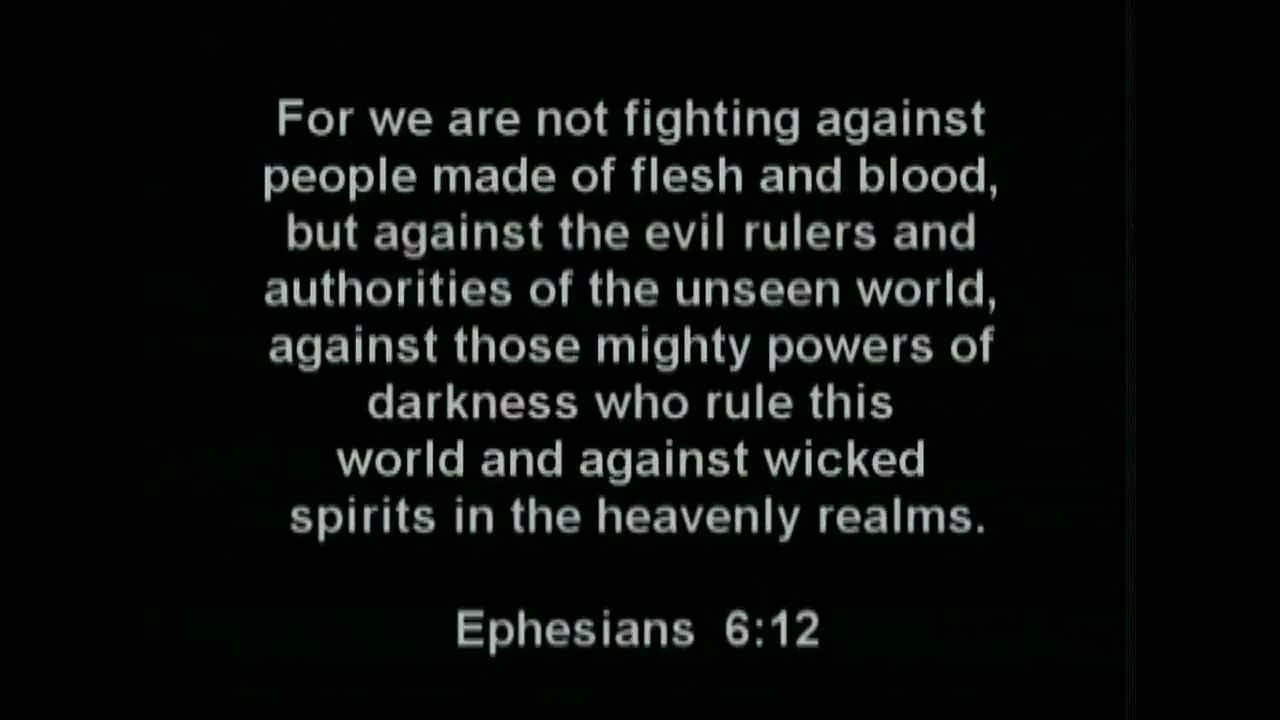 For we are not fighting against
people made of flesh and blood,
but against the evil rulers and
authorities of the unseen world,
against those mighty powers of
darkness who rule this
world and against wicked
spirits in the heavenly realms.
Ephesians 6:12